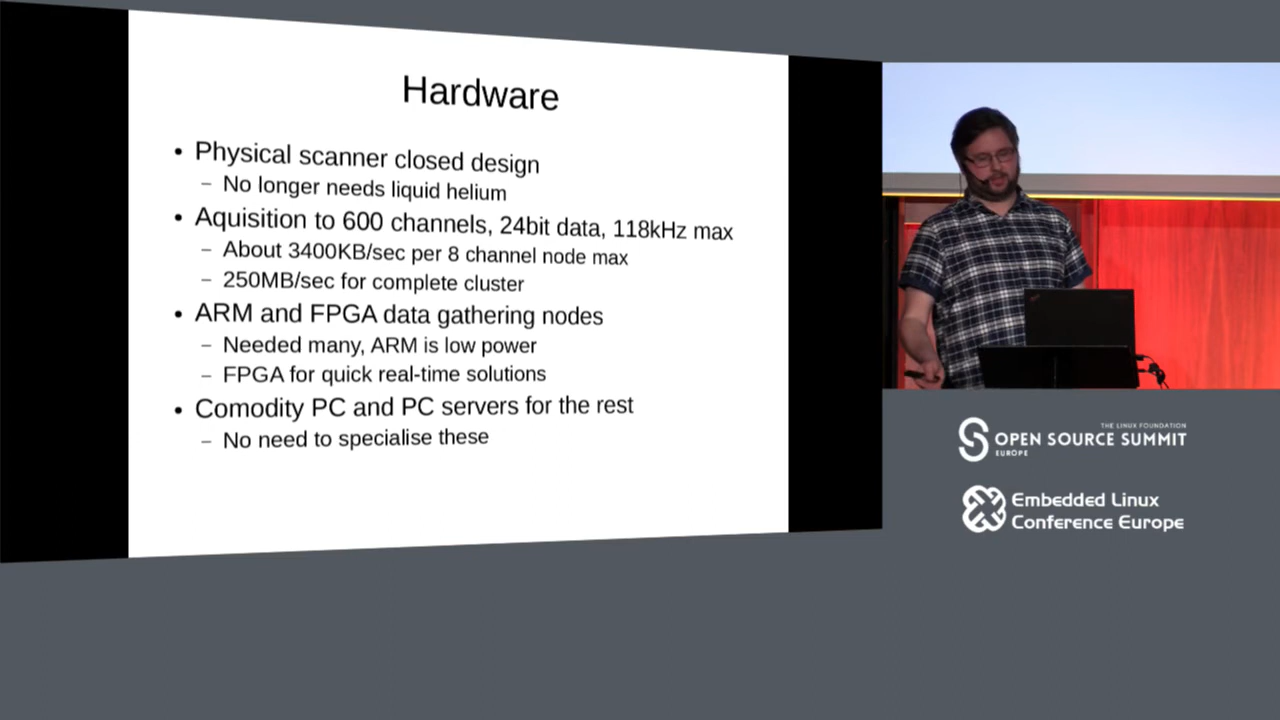 Hardware
• Physical scanner closed design
– No longer needs liquid helium
• Aquisition to 600 channels, 24bit data, 118kHz max
– About 3400KB/sec per 8 channel node max
– 250MB/sec for complete cluster
• ARM and FPGA data gathering nodes
– Needed many, ARM is low power
– FPGA for quick real-time solutions
• Comodity PC and PC servers for the rest
– No need to specialise these
THE LINUX FOUNDATION
OPEN SOURCE SUMMIT
EUROPE
Embedded Linux
Conference Europe